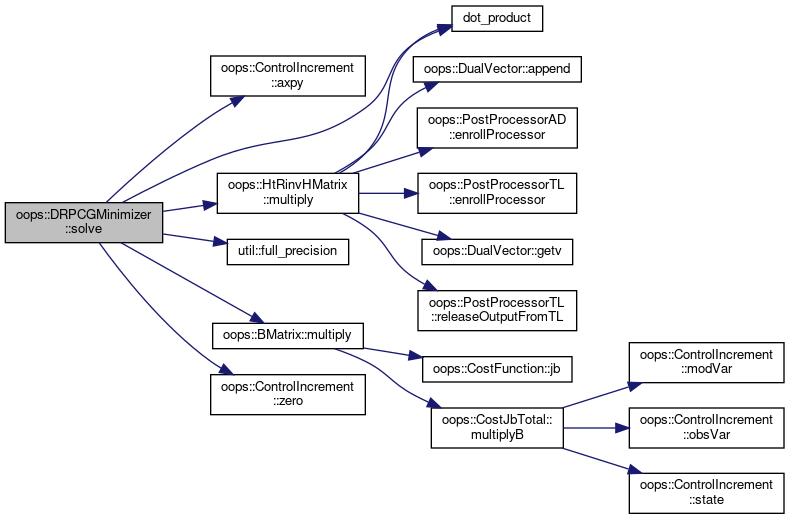 dot_product
oops::ControlIncrement
::axpy
oops::DualVector::append
oops::PostProcessorAD
::enrollProcessor
oops::HtRinvHMatrix
::multiply
oops::PostProcessorTL
::enrollProcessor
oops::DRPCGMinimizer
::solve
util::full_precision
oops::DualVector::getv
oops::PostProcessorTL
::releaseOutputFromTL
oops::BMatrix::multiply
oops::CostFunction::jb
oops::ControlIncrement
::modVar
oops::ControlIncrement
::zero
oops::CostJbTotal::
multiplyB
oops::ControlIncrement
::obsVar
oops::ControlIncrement
::state